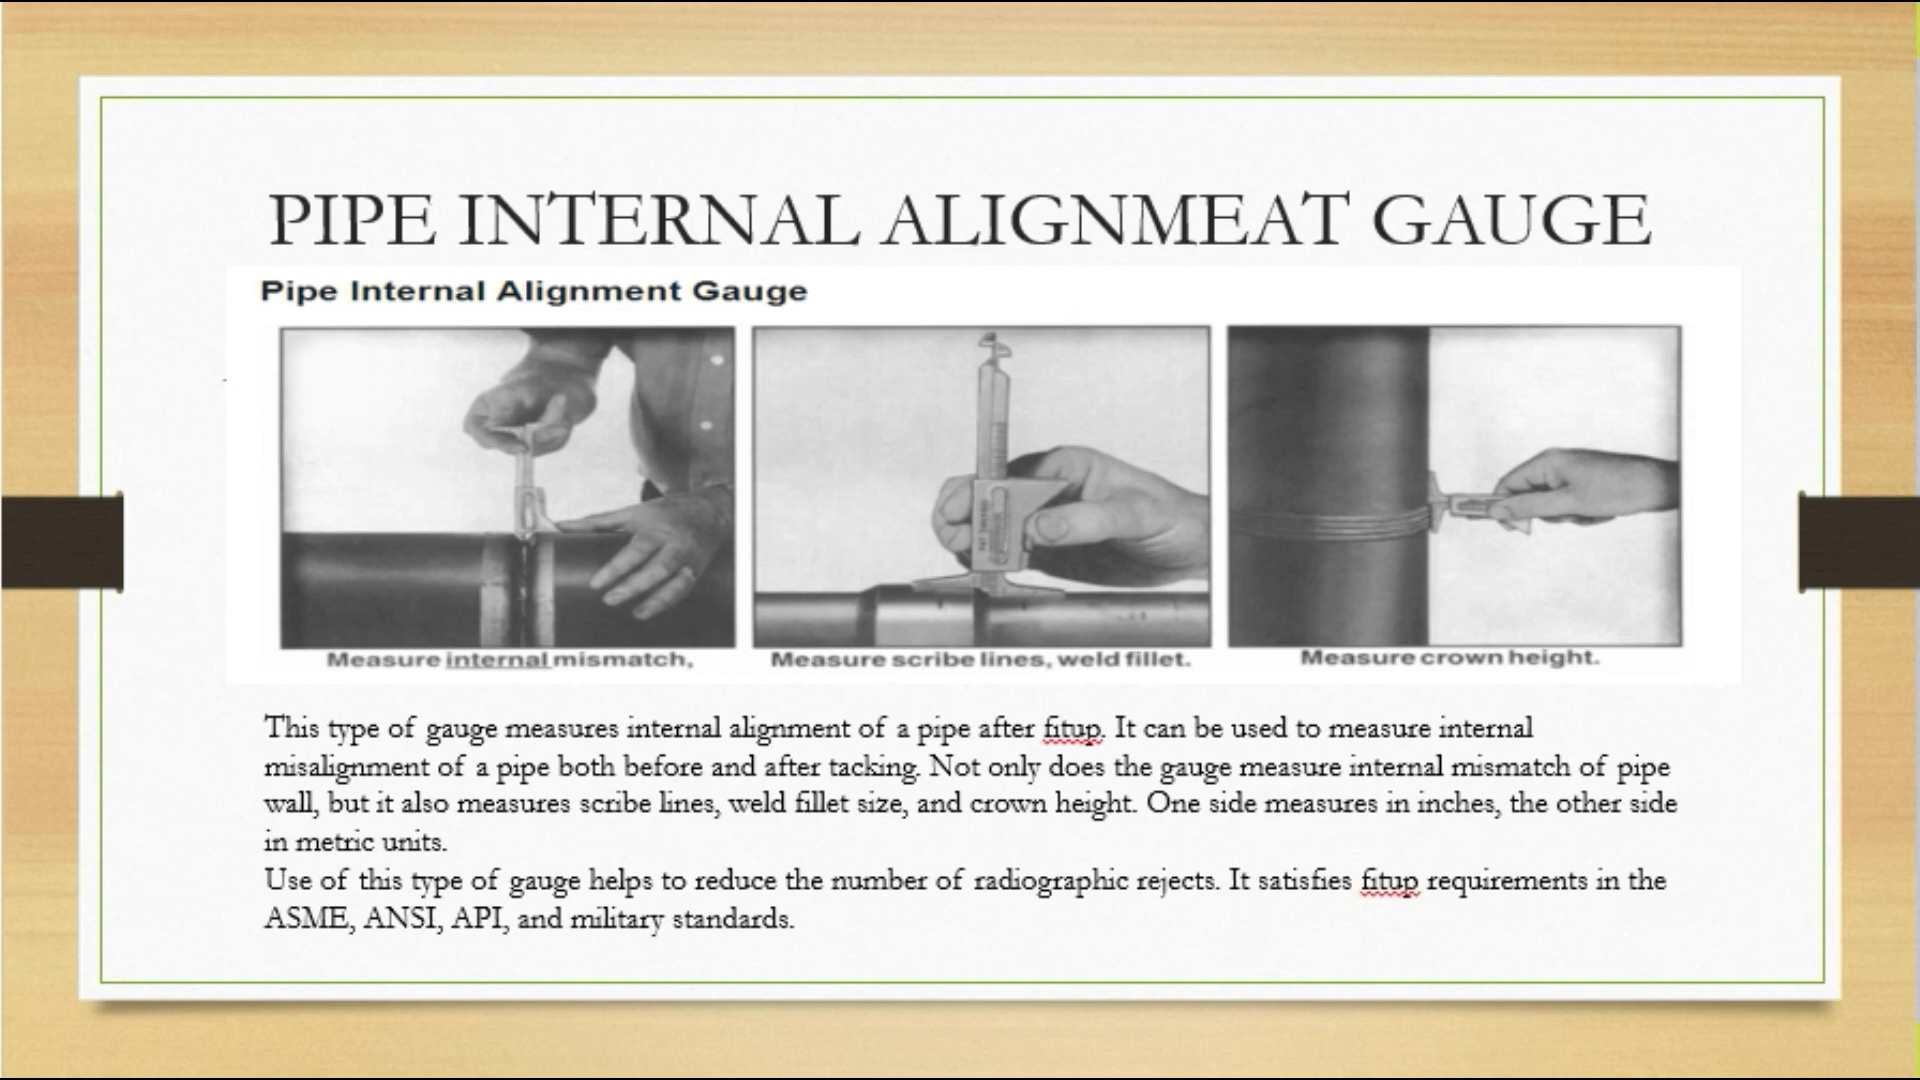 PIPE INTERNAL ALIGNMEAT GAUGE
Pipe Internal Alignment Gauge
Measure internal mismatch,
Measure scribe lines, weld fillet.
Measure crown height.
This type of gauge measures internal alignment of a pipe after fitup. It can be used to measure internal
misalignment of a pipe both before and after tacking. Not only does the gauge measure internal mismatch of pipe
wall, but it also measures scribe lines, weld fillet size, and crown height. One side measures in inches, the other side
in metric units.
Use of this type of gauge helps to reduce the number of radiographic rejects. It satisfies fitup requirements in the
ASME, ANSI, API, and military standards.